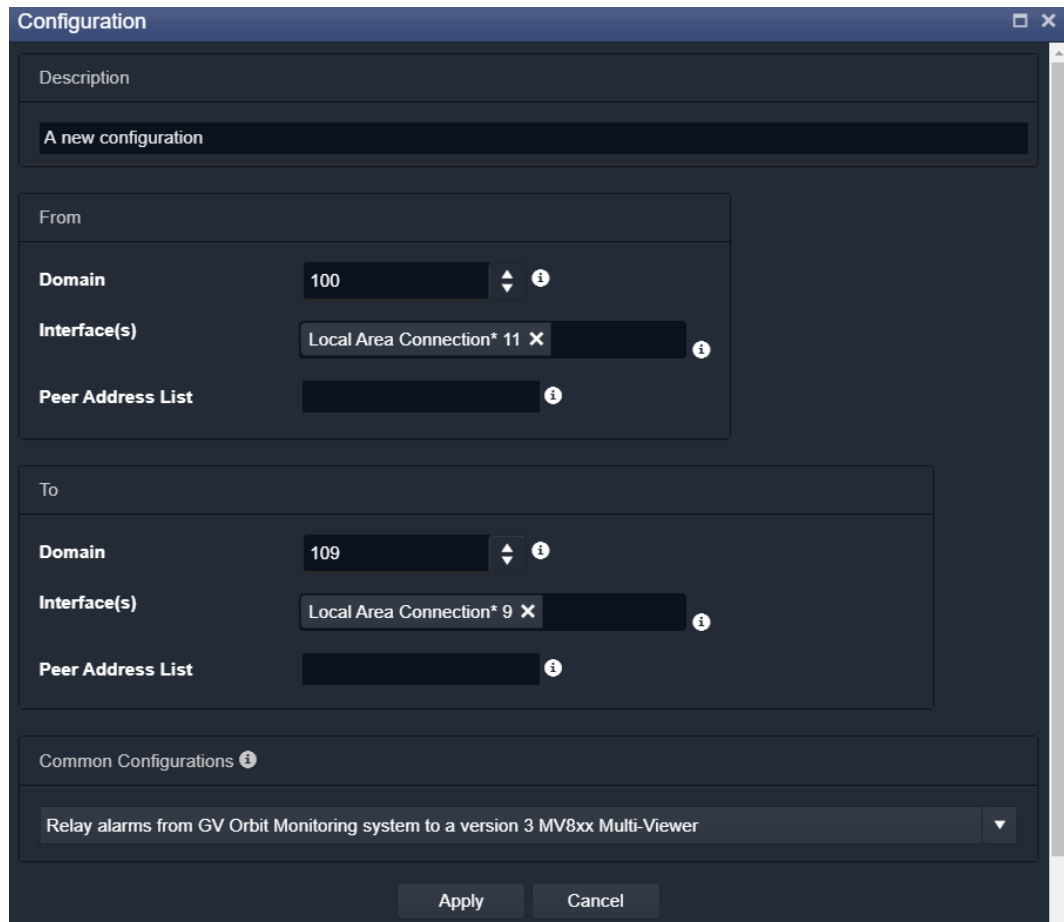 Configuration
Description
A new configuration
From
Domain
100
Interface(s)
Local Area Connection* 11
Peer Address List
To
Domain
109
Interface(s)
Local Area Connection* 9
Peer Address List
Common Configurations
Relay alarms from GV Orbit Monitoring system to a version 3 MV8xx Multi-Viewer
Apply Cancel